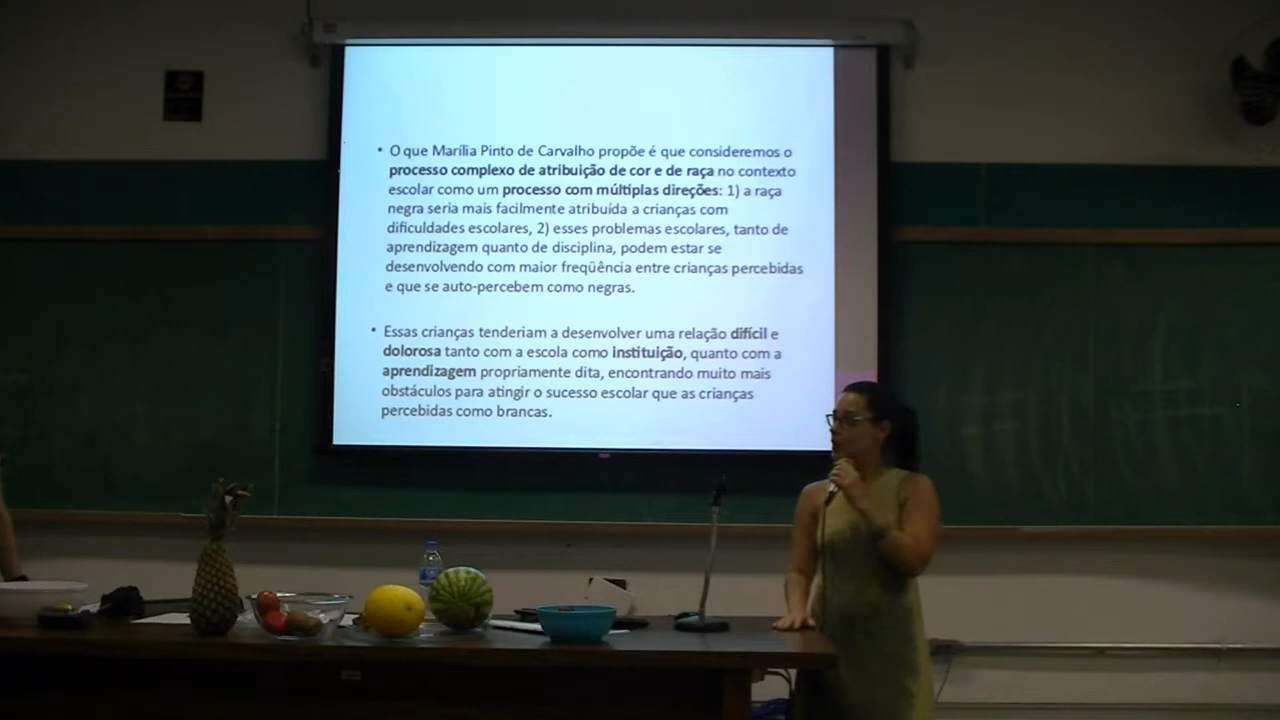 • O que Marília Pinto de Carvalho propõe é que consideremos o
processo complexo de atribuição de cor e de raça no contexto
escolar como um processo com múltiplas direções: 1) a raça
negra seria mais facilmente atribuída a crianças com
dificuldades escolares, 2) esses problemas escolares, tanto de
aprendizagem quanto de disciplina, podem estar se
desenvolvendo com maior freqüência entre crianças percebidas
e que se auto-percebem como negras.
• Essas crianças tenderiam a desenvolver uma relação difícil e
dolorosa tanto com a escola como instituição, quanto com a
aprendizagem propriamente dita, encontrando muito mais
obstáculos para atingir o sucesso escolar que as crianças
percebidas como brancas.